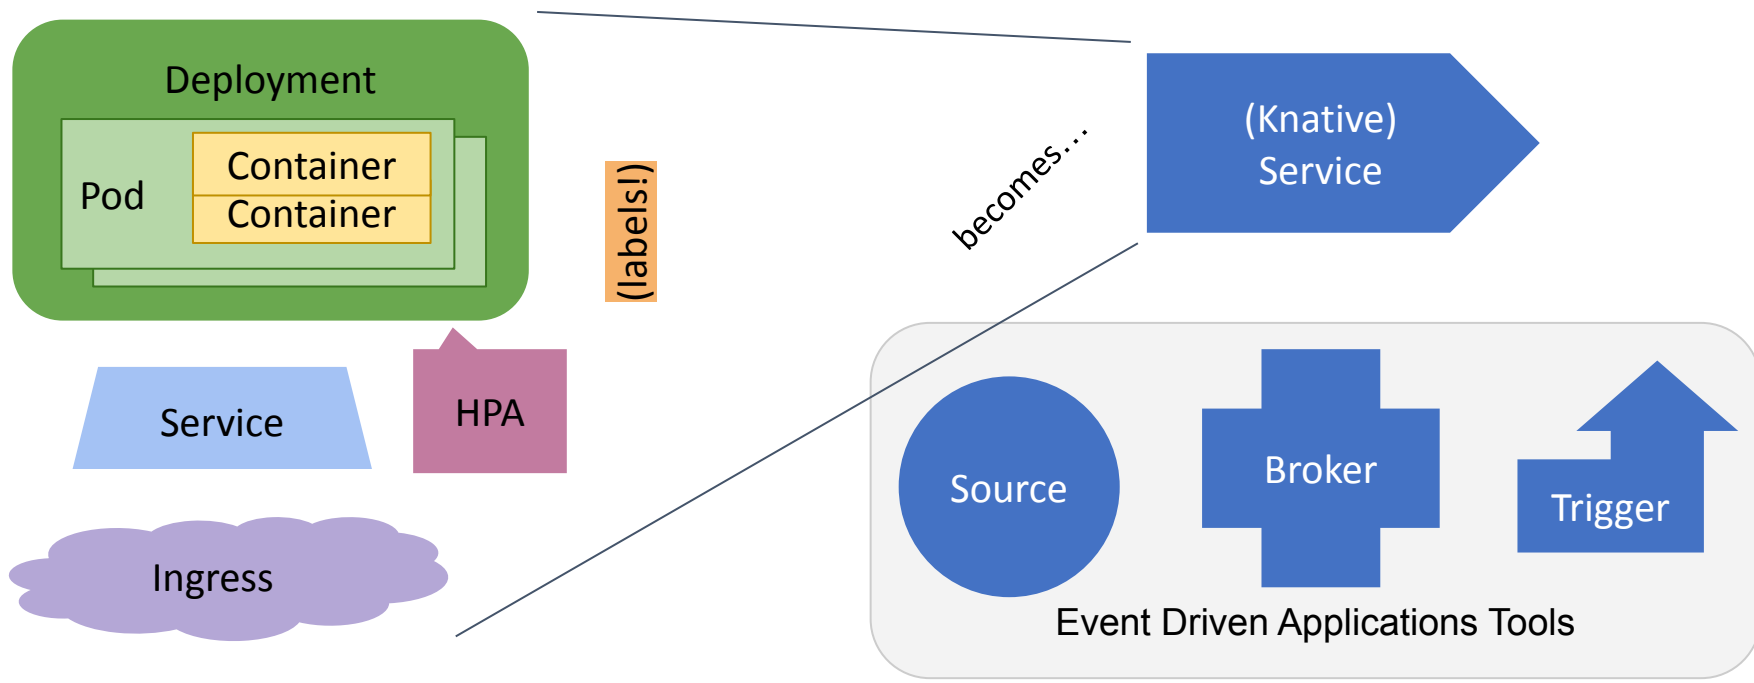 Deployment
Pod
Container
Container
(labels!)
Service
HPA
Ingress
becomes...
(Knative)
Service
Source
Broker
Trigger
Event Driven Applications Tools